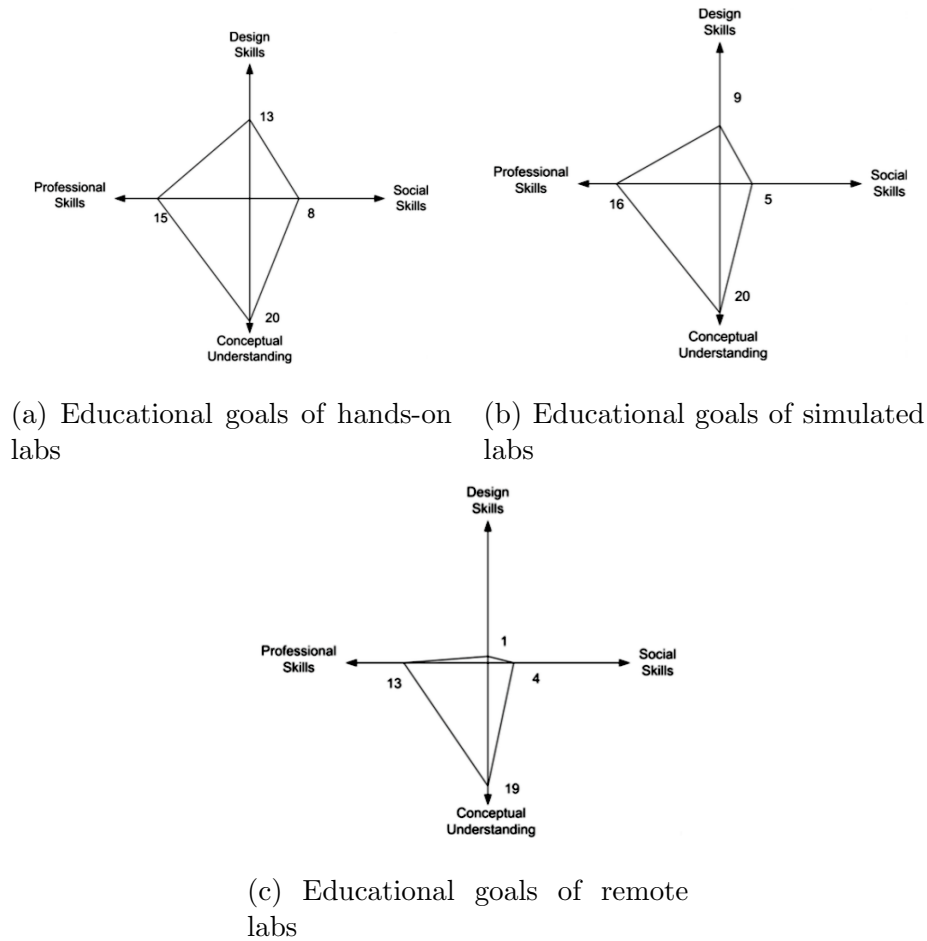 Design
Skills
13
Professional
Skills
Social
Skills
15
8
20
Conceptual
Understanding
(a) Educational goals of hands-on
labs
Design
Skills
9
Professional
Skills
Social
Skills
16
5
20
Conceptual
Understanding
(b) Educational goals of simulated
labs
Design
Skills
1
Professional
Skills
Social
Skills
13
4
19
Conceptual
Understanding
(c) Educational goals of remote
labs